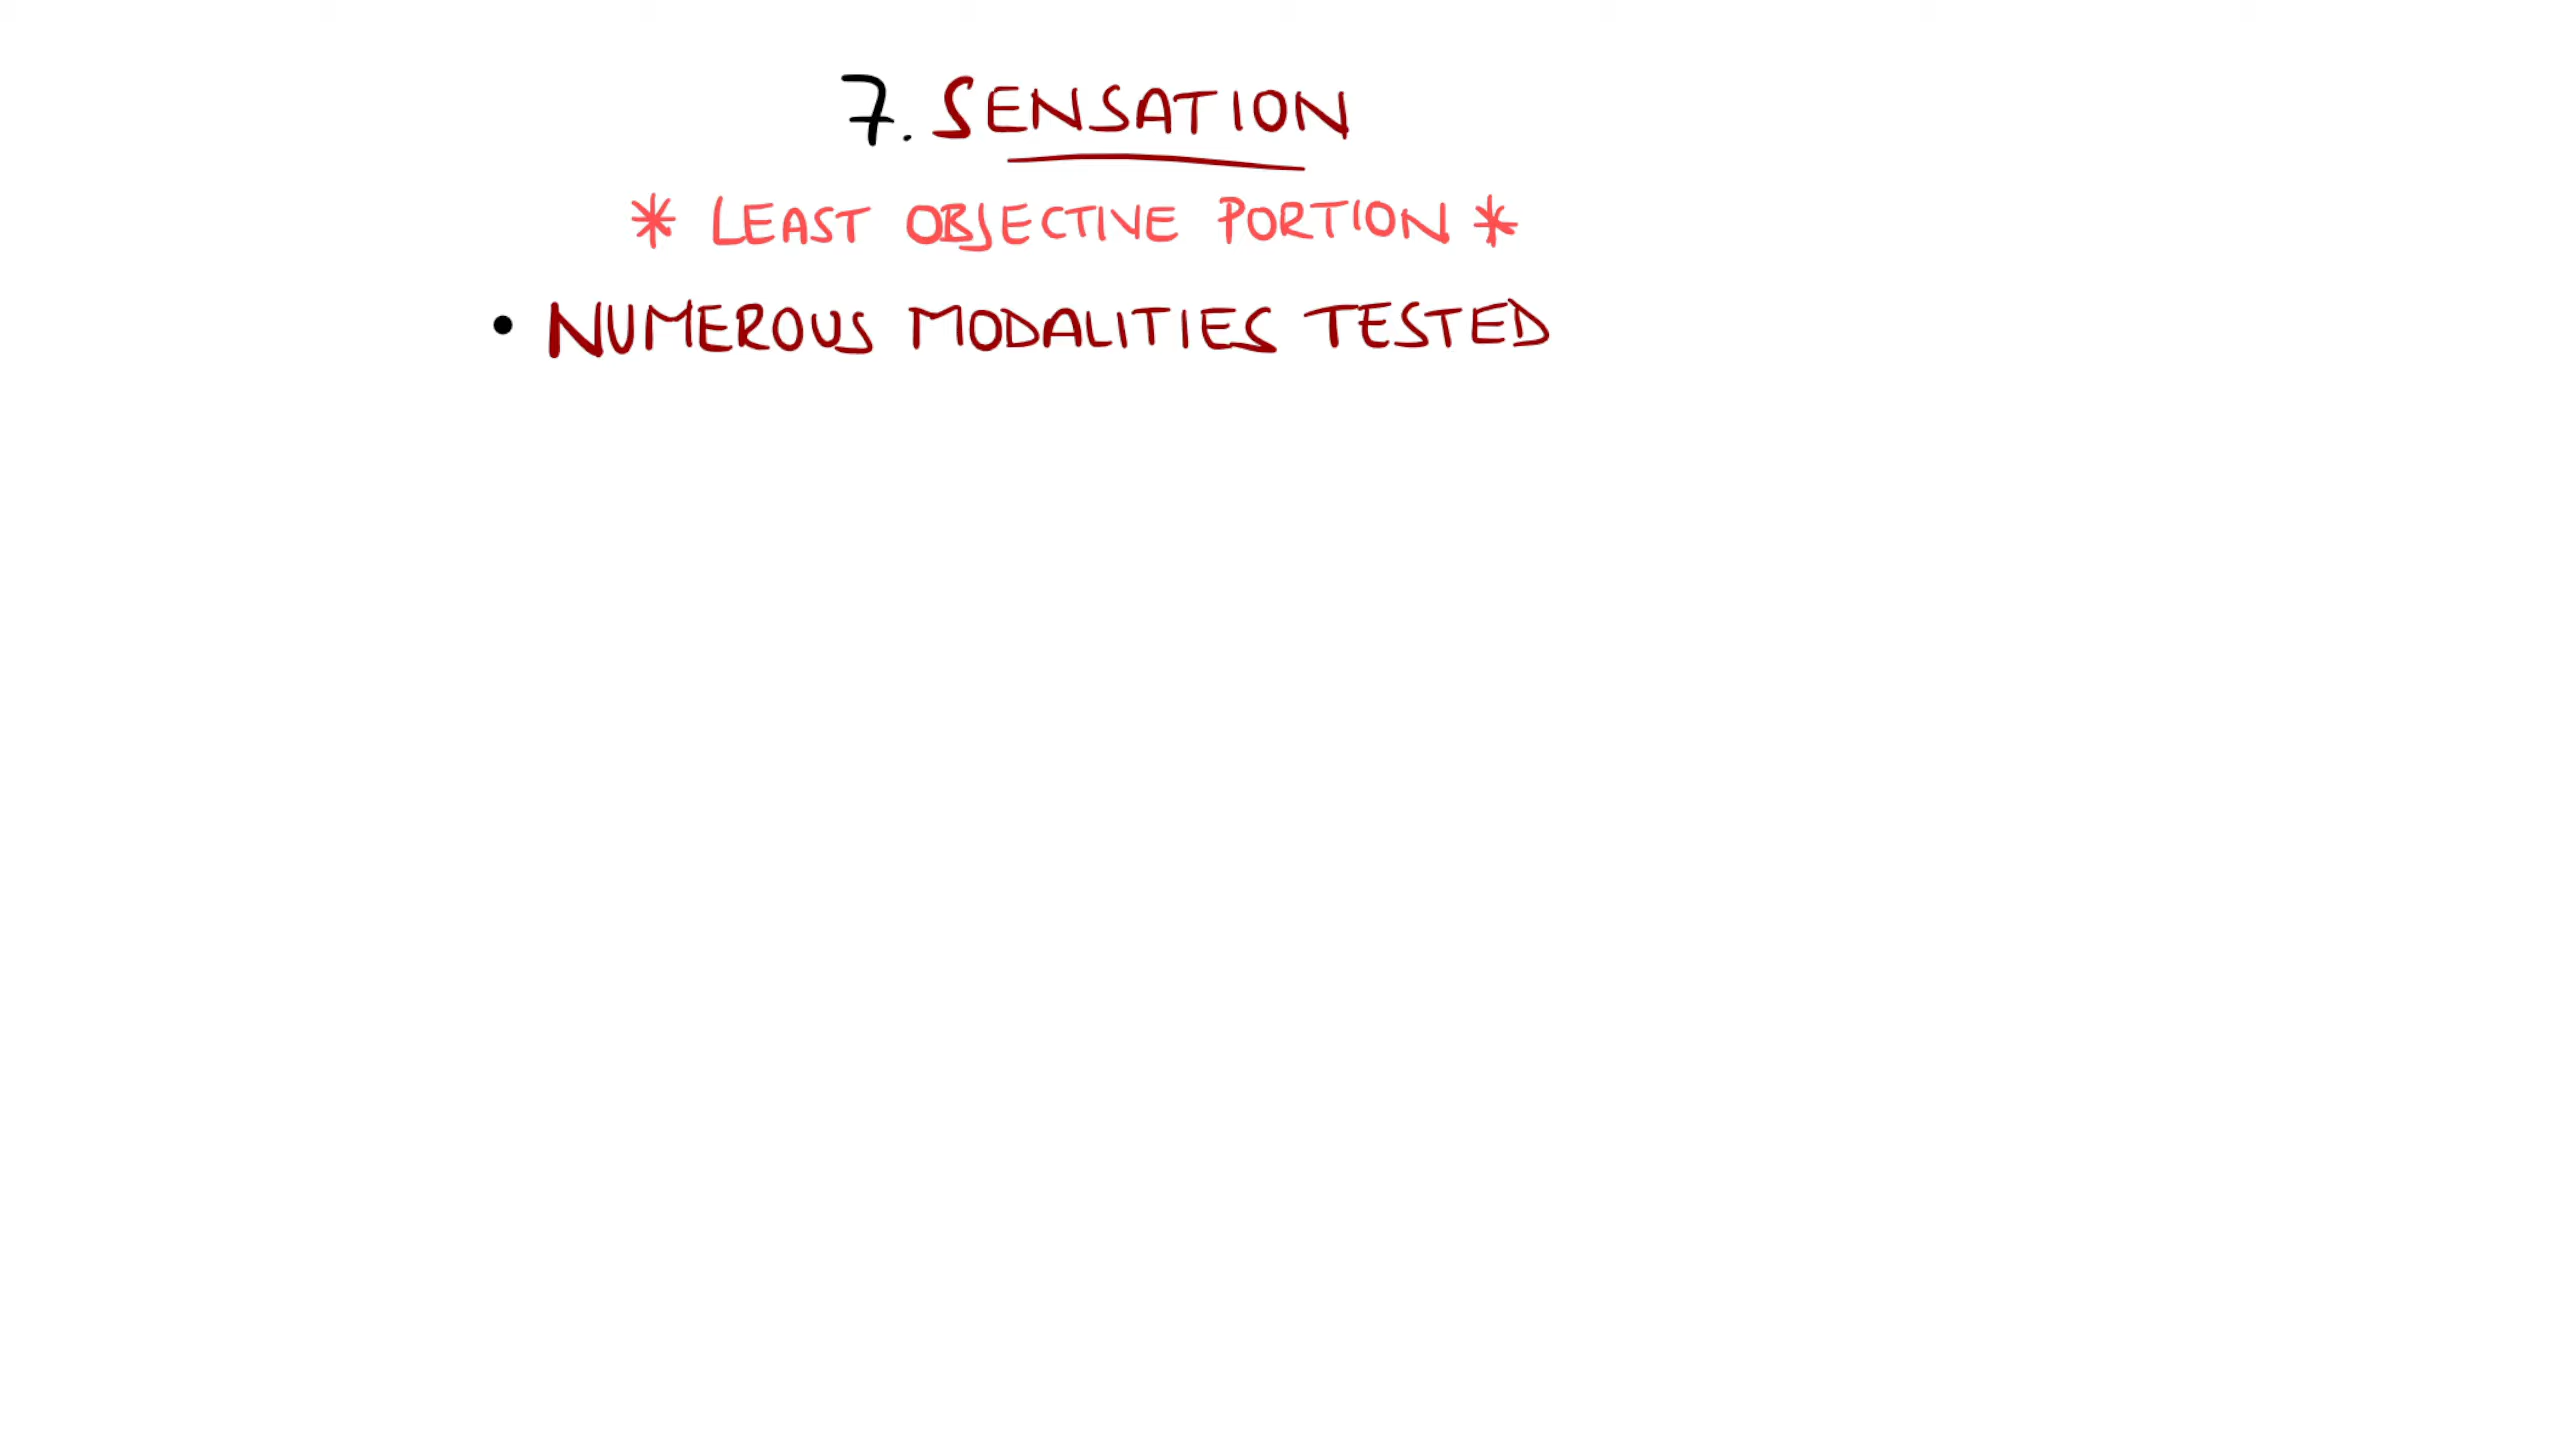 7. SENSATION
* LEAST OBJECTIVE PORTION *
• NUMEROUS MODALITIES TESTED